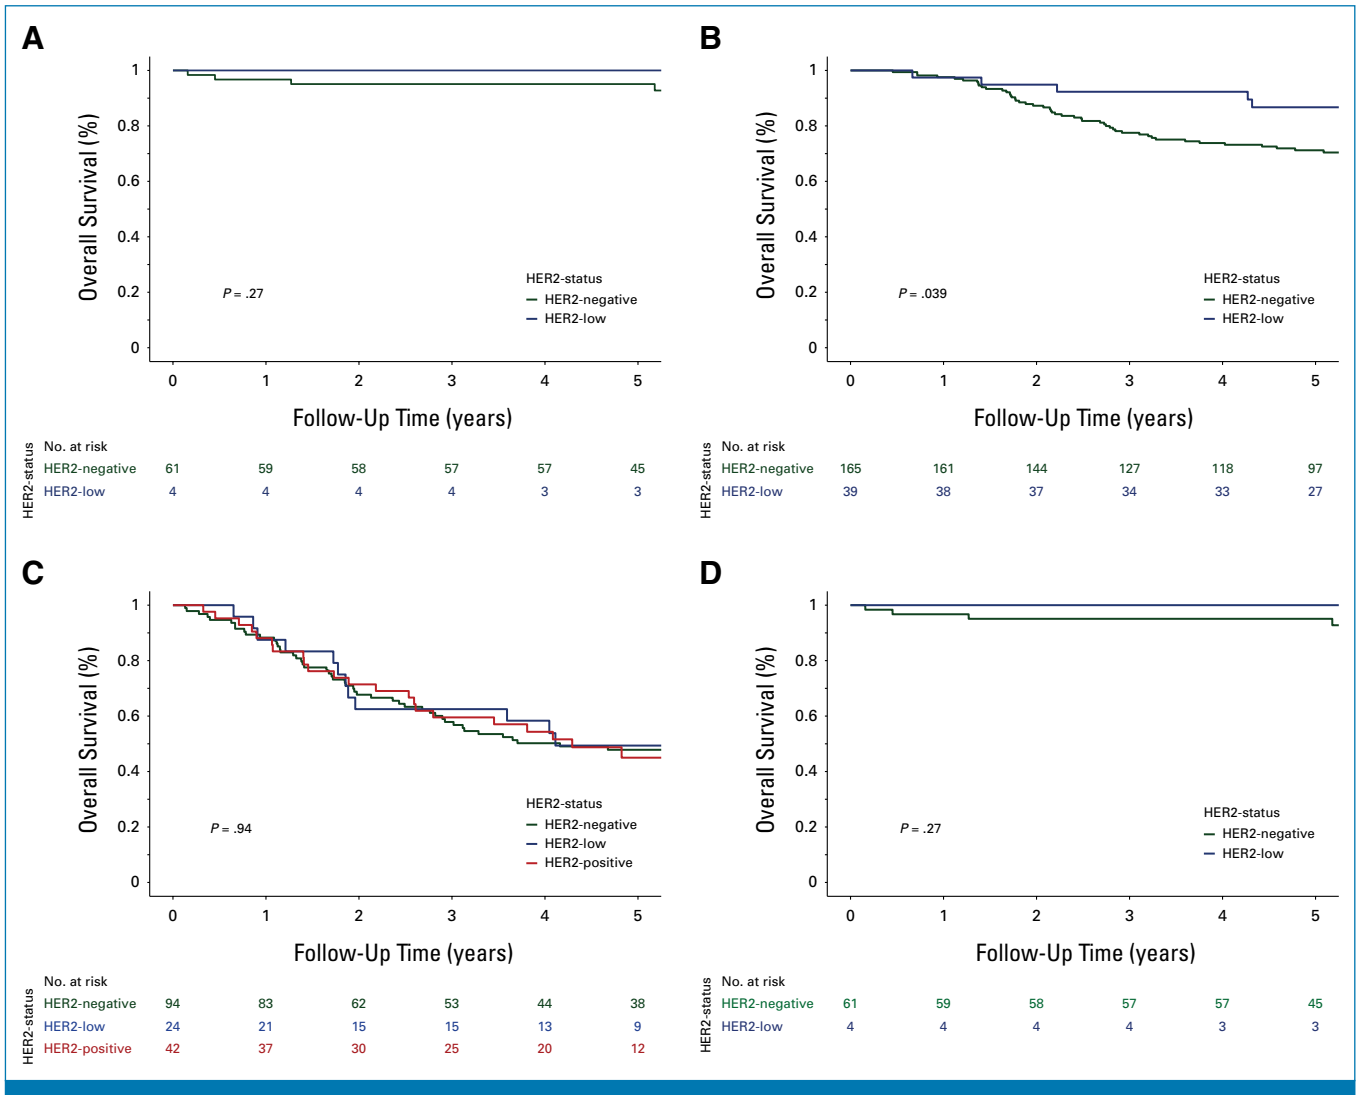 A
1
0.8
0.6
0.4
0.2
0
Overall Survival (%)
P = .27
HER2-status
HER2-negative
HER2-low
0 1 2 3 4 5
Follow-Up Time (years)
HER2-status
No. at risk
HER2-negative 61 59 58 57 57 45
HER2-low 4 4 4 4 3 3
B
1
0.8
0.6
0.4
0.2
0
Overall Survival (%)
P = .039
HER2-status
HER2-negative
HER2-low
0 1 2 3 4 5
Follow-Up Time (years)
HER2-status
No. at risk
HER2-negative 165 161 144 127 118 97
HER2-low 39 38 37 34 33 27
C
1
0.8
0.6
0.4
0.2
0
Overall Survival (%)
P = .94
HER2-status
HER2-negative
HER2-low
HER2-positive
0 1 2 3 4 5
Follow-Up Time (years)
HER2-status
No. at risk
HER2-negative 94 83 62 53 44 38
HER2-low 24 21 15 15 13 9
HER2-positive 42 37 30 25 20 12
D
1
0.8
0.6
0.4
0.2
0
Overall Survival (%)
P = .27
HER2-status
HER2-negative
HER2-low
0 1 2 3 4 5
Follow-Up Time (years)
HER2-status
No. at risk
HER2-negative 61 59 58 57 57 45
HER2-low 4 4 4 4 3 3